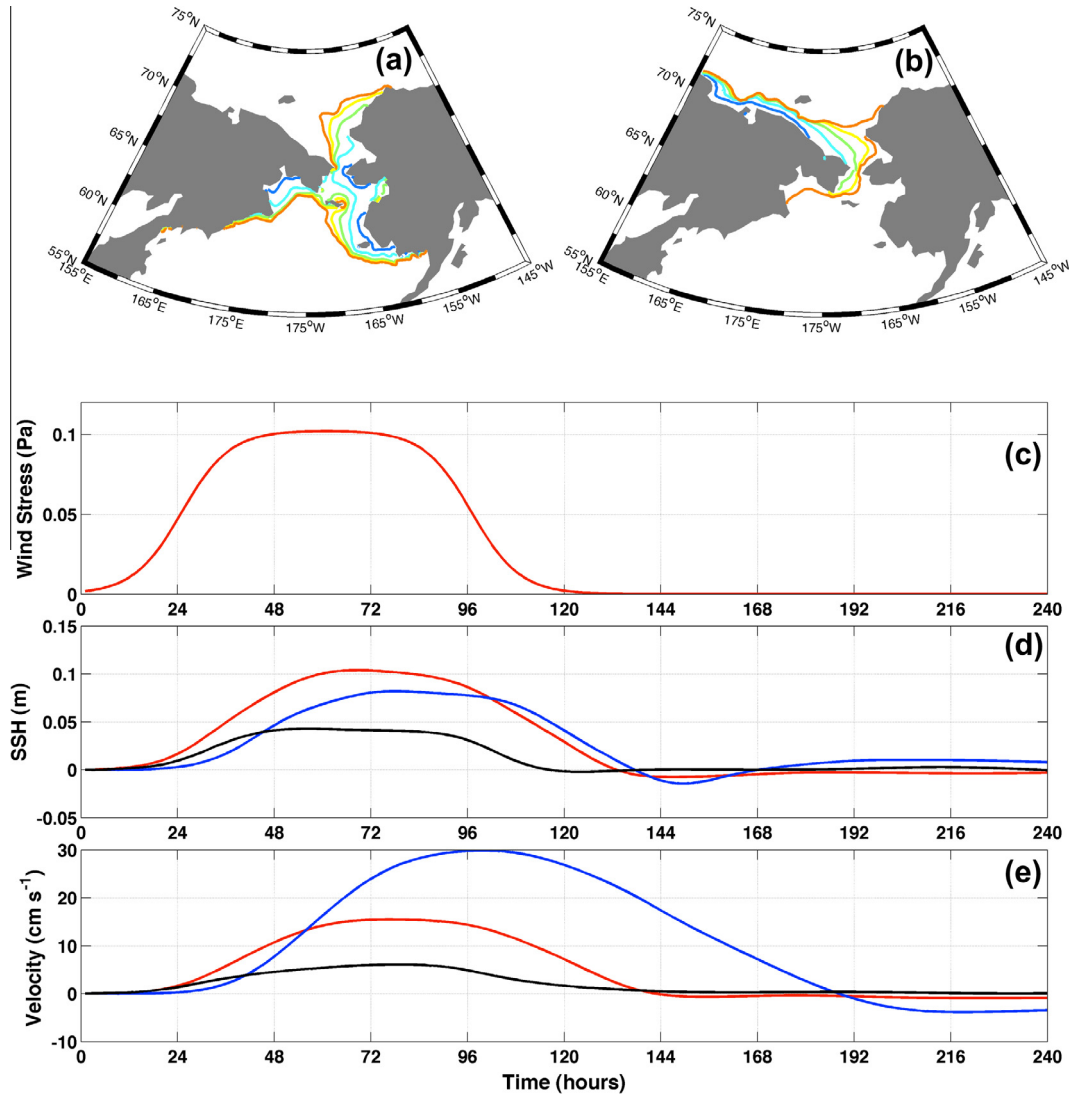 75°N
70°N
65°N
60°N
55°N
155°E
165°E
175°E
175°W
165°W
155°W
145°W
(a)
75°N
70°N
65°N
60°N
55°N
155°E
165°E
175°E
175°W
165°W
155°W
145°W
(b)
Wind Stress (Pa)
0.1
0.05
0
(c)
0 24 48 72 96 120 144 168 192 216 240
SSH (m)
0.15
0.1
0.05
0
-0.05
(d)
0 24 48 72 96 120 144 168 192 216 240
Velocity (cm s⁻¹)
30
20
10
0
-10
(e)
0 24 48 72 96 120 144 168 192 216 240
Time (hours)